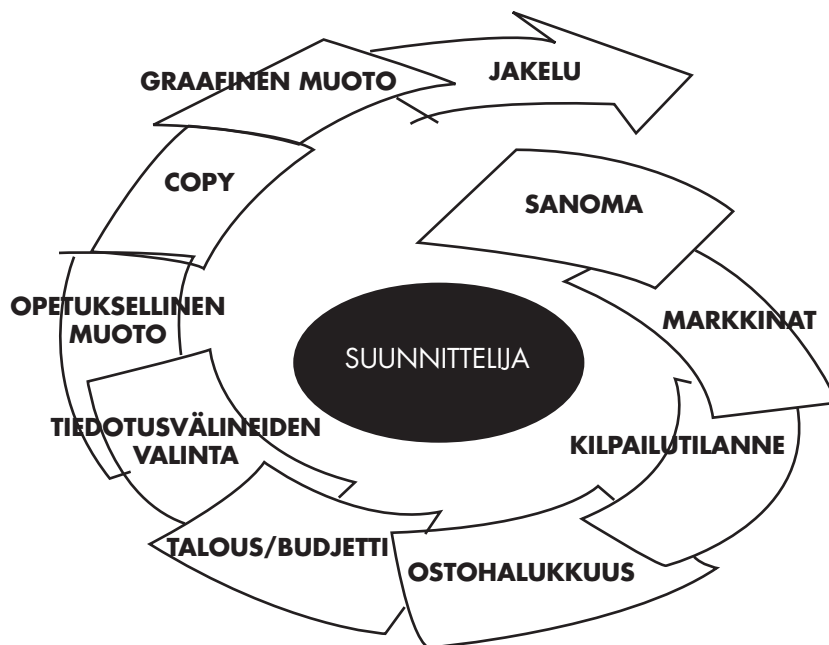 GRAAFINEN MUOTO
JAKELU
COPY
SANOMA
OPETUKSELLINEN
MUOTO
MARKKINAT
SUUNNITTELIJA
TIEDOTUSVÄLINEIDEN
VALINTA
KILPAILUTILANNE
TALOUS/BUDJETTI
OSTOHALUKKUUS